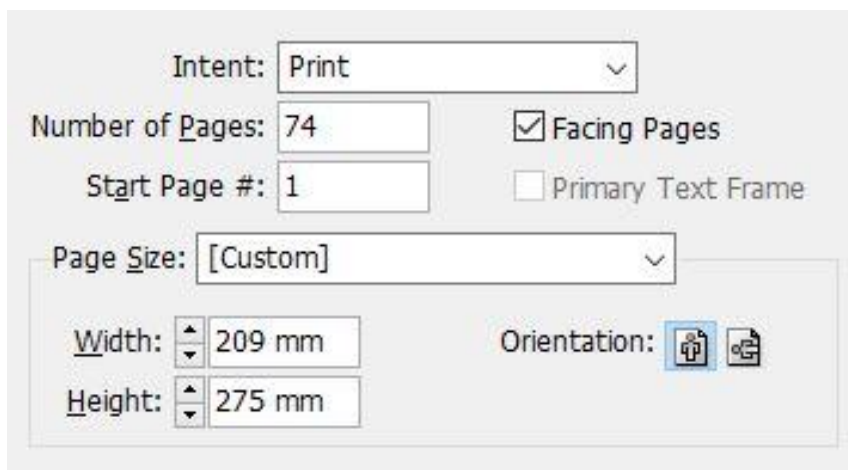 Intent: Print
Number of Pages: 74
Facing Pages
Start Page #: 1
Primary Text Frame
Page Size: [Custom]
Width: 209 mm
Orientation:
Height: 275 mm